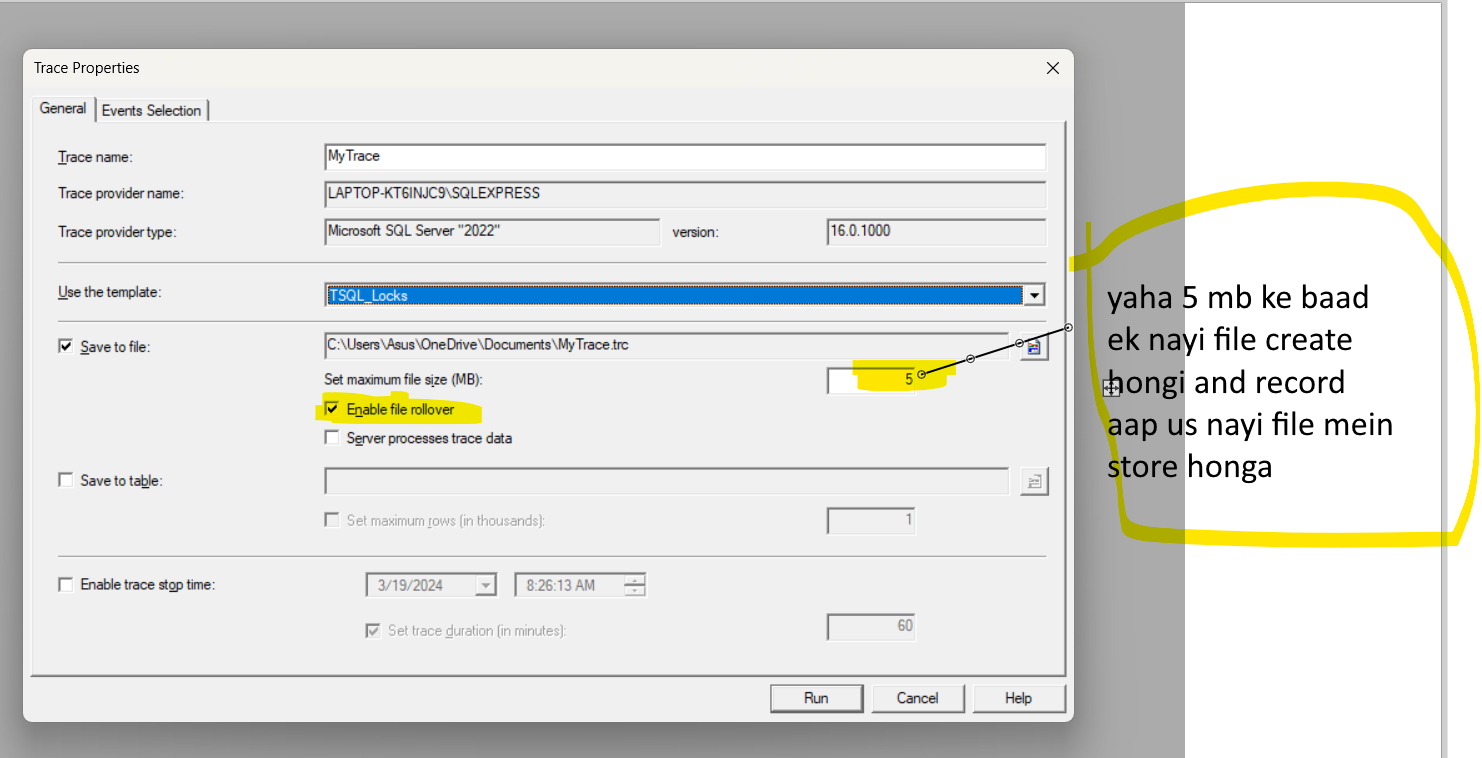 Trace Properties
General Events Selection
Trace name: MyTrace
Trace provider name: LAPTOP-KT6INJC9\SQLEXPRESS
Trace provider type: Microsoft SQL Server "2022" version: 16.0.1000
Use the template: TSQL_Locks
Save to file: C:\Users\Asus\OneDrive\Documents\MyTrace.trc
Set maximum file size (MB): 5
Enable file rollover
Server processes trace data
Save to table:
Set maximum rows (in thousands): 1
Enable trace stop time: 3/19/2024 8:26:13 AM
Set trace duration (in minutes): 60
Run Cancel Help
yaha 5 mb ke baad
ek nayi file create
hongi and record
aap us nayi file mein
store honga